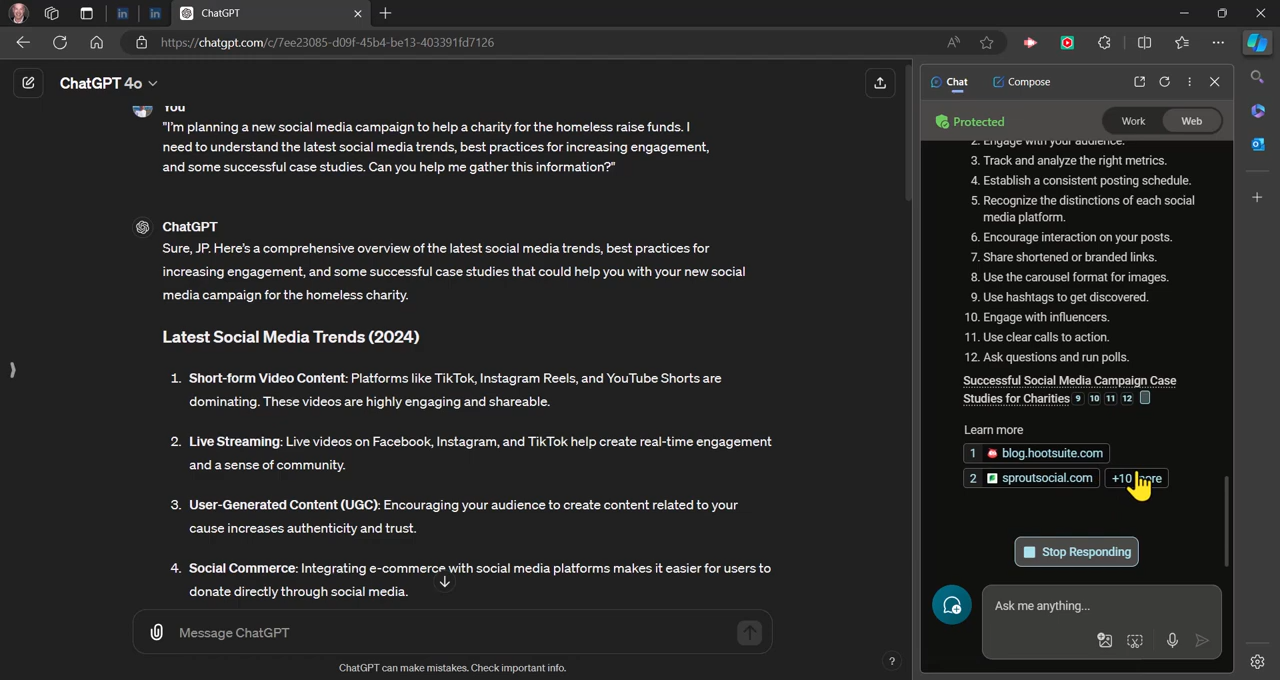 ChatGPT
https://chatgpt.com/c/7ee23085-d09f-45b4-be13-403391fd7126
ChatGPT 4o
You
"I'm planning a new social media campaign to help a charity for the homeless raise funds. I
need to understand the latest social media trends, best practices for increasing engagement,
and some successful case studies. Can you help me gather this information?"
ChatGPT
Sure, JP. Here's a comprehensive overview of the latest social media trends, best practices for
increasing engagement, and some successful case studies that could help you with your new social
media campaign for the homeless charity.
Latest Social Media Trends (2024)
1. Short-form Video Content: Platforms like TikTok, Instagram Reels, and YouTube Shorts are
dominating. These videos are highly engaging and shareable.
2. Live Streaming: Live videos on Facebook, Instagram, and TikTok help create real-time engagement
and a sense of community.
3. User-Generated Content (UGC): Encouraging your audience to create content related to your
cause increases authenticity and trust.
4. Social Commerce: Integrating e-commerce with social media platforms makes it easier for users to
donate directly through social media.
Message ChatGPT
ChatGPT can make mistakes. Check important info.
?
Chat
Compose
Protected
Work
Web
2. Engage with your audience.
3. Track and analyze the right metrics.
4. Establish a consistent posting schedule.
5. Recognize the distinctions of each social
media platform.
6. Encourage interaction on your posts.
7. Share shortened or branded links.
8. Use the carousel format for images.
9. Use hashtags to get discovered.
10. Engage with influencers.
11. Use clear calls to action.
12. Ask questions and run polls.
Successful Social Media Campaign Case
Studies for Charities 9 10 11 12
Learn more
1 blog.hootsuite.com
2 sproutsocial.com +10 more
Stop Responding
Ask me anything...